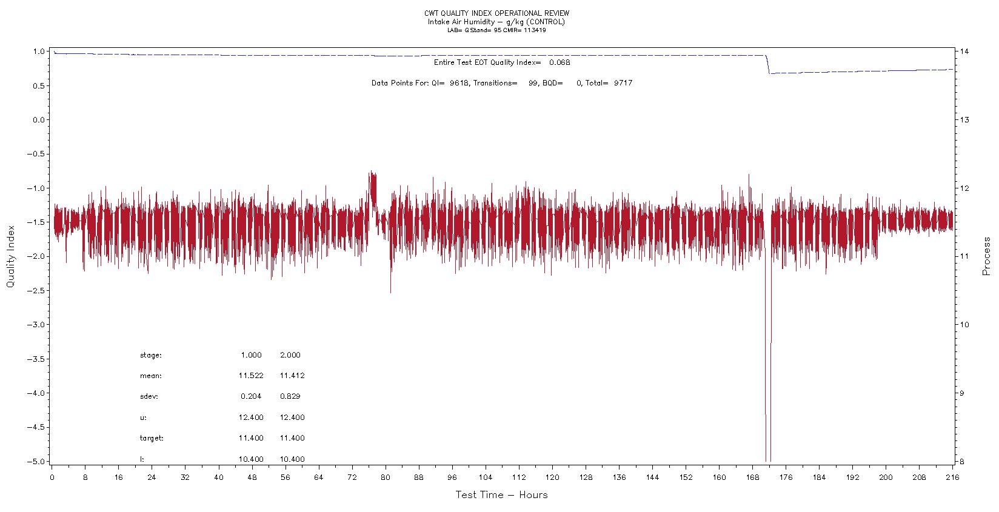 CWT QUALITY INDEX OPERATIONAL REVIEW
Intake Air Humidity – g/kg (CONTROL)
LAB= G Stand= 95 CMIR= 113419
Entire Test EOT Quality Index= 0.068
Data Points For: QI= 9618, Transitions= 99, BQD= 0, Total= 9717
1.0
0.5
0.0
−0.5
−1.0
−1.5
−2.0
−2.5
−3.0
−3.5
−4.0
−4.5
−5.0
Quality Index
14
13
12
11
10
9
8
Process
stage: 1.000 2.000
mean: 11.522 11.412
sdev: 0.204 0.829
u: 12.400 12.400
target: 11.400 11.400
l: 10.400 10.400
0 8 16 24 32 40 48 56 64 72 80 88 96 104 112 120 128 136 144 152 160 168 176 184 192 200 208 216
Test Time – Hours